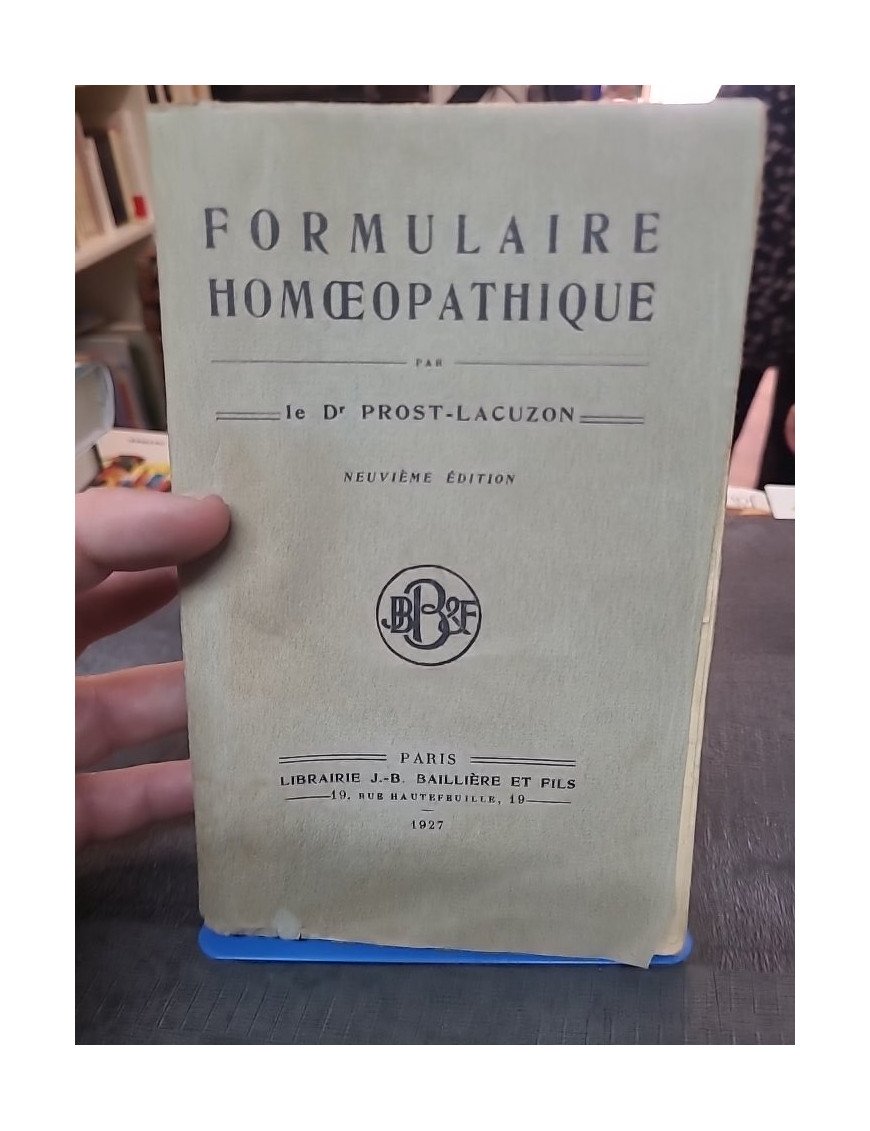 FORMULAIRE
HOMŒOPATHIQUE
PAR
le Dr PROST-LACUZON
NEUVIÈME ÉDITION
JBB&F
PARIS
LIBRAIRIE J.-B. BAILLIÈRE ET FILS
19, RUE HAUTEFEUILLE, 19
1927